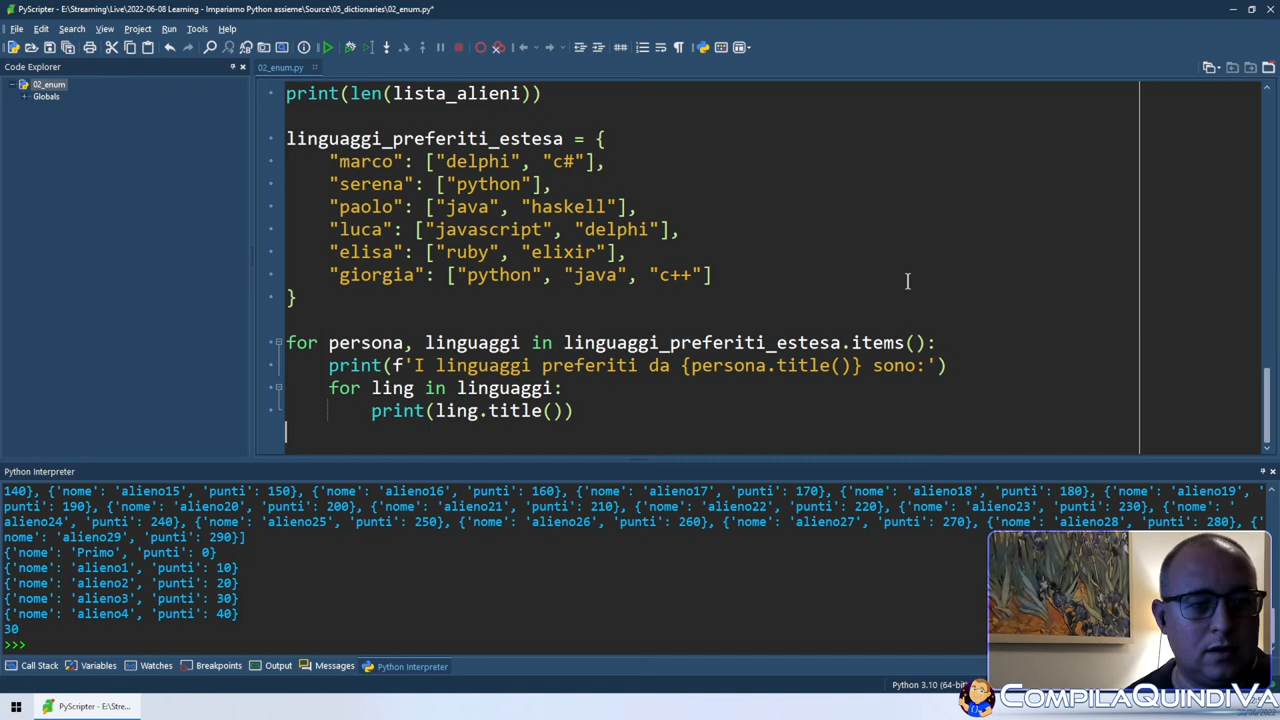 PyScripter - E:\Streaming\Live\2022-06-08 Learning - Impariamo Python assieme\Source\05_dictionaries\02_enum.py*
File Edit Search View Project Run Tools Help
Code Explorer
02_enum.py
02_enum
Globals
print(len(lista_alieni))
linguaggi_preferiti_estesa = {
"marco": ["delphi", "c#"],
"serena": ["python"],
"paolo": ["java", "haskell"],
"luca": ["javascript", "delphi"],
"elisa": ["ruby", "elixir"],
"giorgia": ["python", "java", "c++"]
}
for persona, linguaggi in linguaggi_preferiti_estesa.items():
print(f'I linguaggi preferiti da {persona.title()} sono:')
for ling in linguaggi:
print(ling.title())
Python Interpreter
140}, {'nome': 'alieno15', 'punti': 150}, {'nome': 'alieno16', 'punti': 160}, {'nome': 'alieno17', 'punti': 170}, {'nome': 'alieno18', 'punti': 180}, {'nome': 'alieno19', '
punti': 190}, {'nome': 'alieno20', 'punti': 200}, {'nome': 'alieno21', 'punti': 210}, {'nome': 'alieno22', 'punti': 220}, {'nome': 'alieno23', 'punti': 230}, {'nome': '
alieno24', 'punti': 240}, {'nome': 'alieno25', 'punti': 250}, {'nome': 'alieno26', 'punti': 260}, {'nome': 'alieno27', 'punti': 270}, {'nome': 'alieno28', 'punti': 280}, {'
nome': 'alieno29', 'punti': 290}]
{'nome': 'Primo', 'punti': 0}
{'nome': 'alieno1', 'punti': 10}
{'nome': 'alieno2', 'punti': 20}
{'nome': 'alieno3', 'punti': 30}
{'nome': 'alieno4', 'punti': 40}
30
>>>
Call Stack Variables Watches Breakpoints Output Messages Python Interpreter
Python 3.10 (64-bit)
PyScripter - E:\Stre...
CompilaQuindiVa